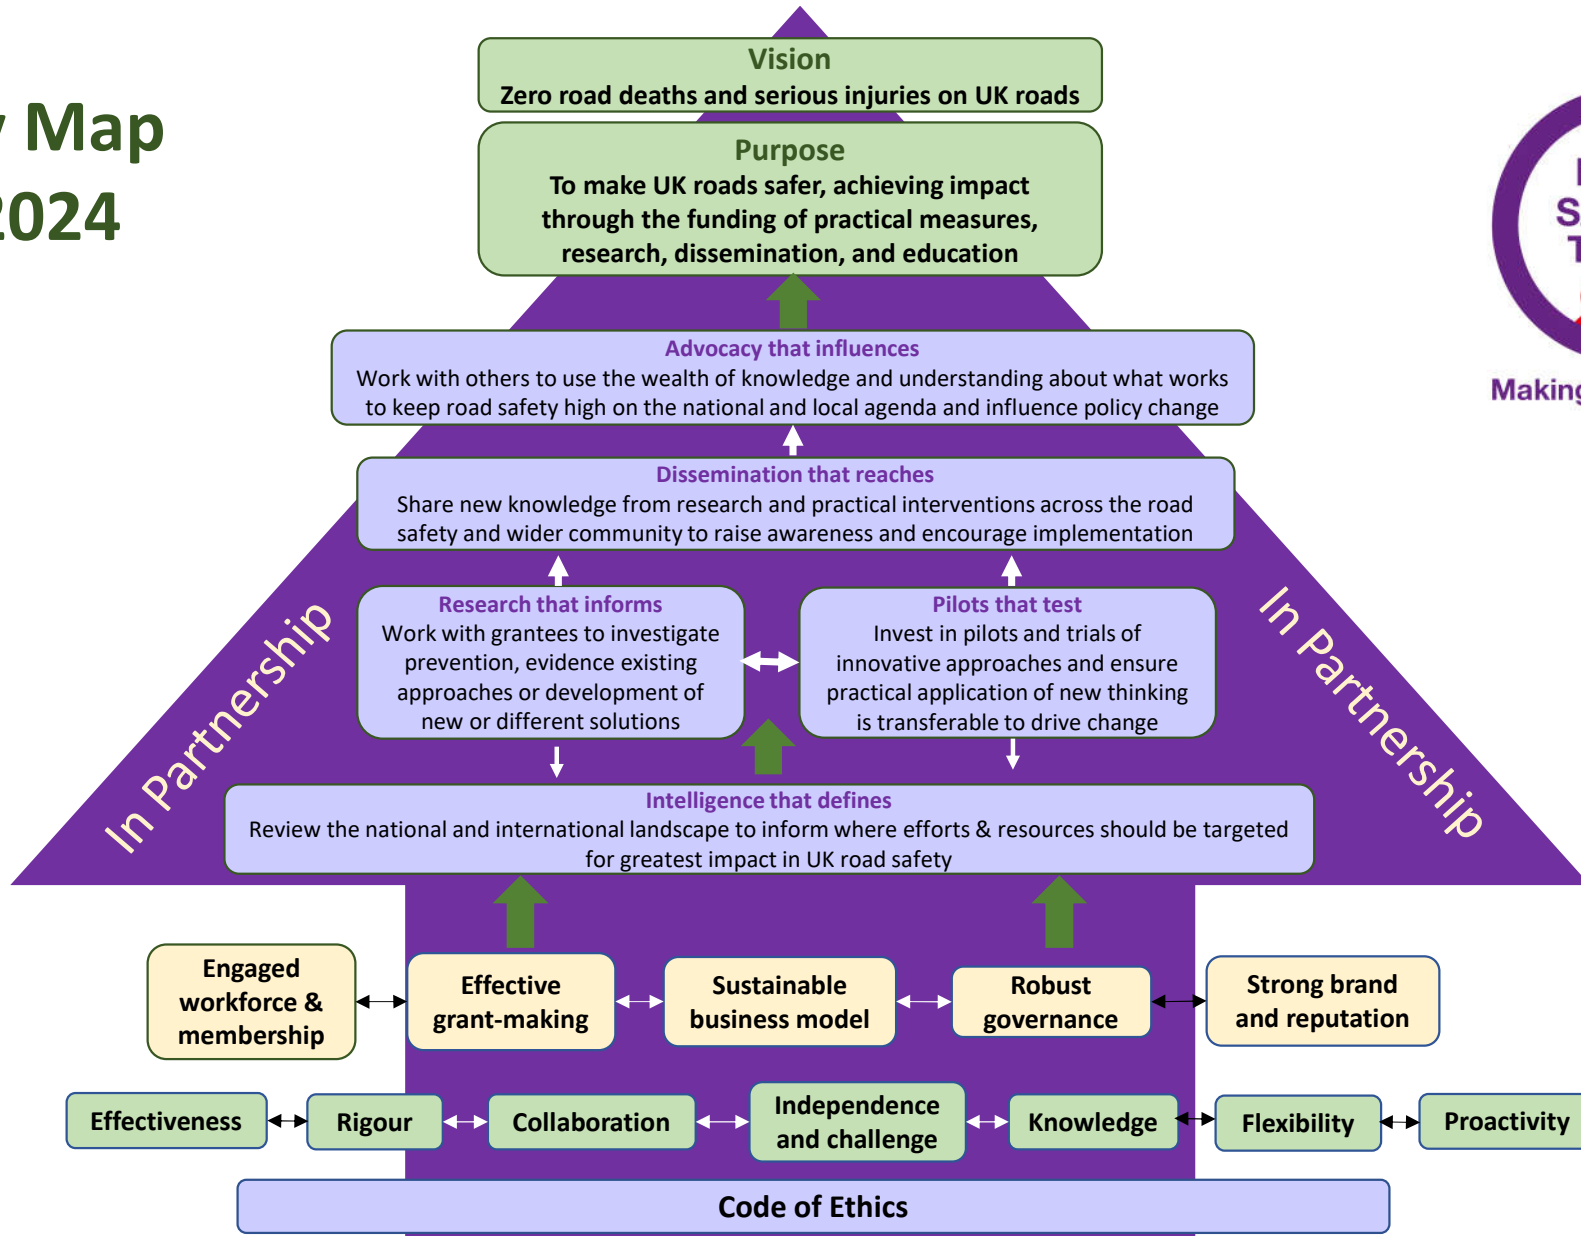 Map
2024
Vision
Zero road deaths and serious injuries on UK roads
Purpose
To make UK roads safer, achieving impact
through the funding of practical measures,
research, dissemination, and education
Making
Advocacy that influences
Work with others to use the wealth of knowledge and understanding about what works
to keep road safety high on the national and local agenda and influence policy change
Dissemination that reaches
Share new knowledge from research and practical interventions across the road
safety and wider community to raise awareness and encourage implementation
In Partnership
Research that informs
Work with grantees to investigate
prevention, evidence existing
approaches or development of
new or different solutions
Pilots that test
Invest in pilots and trials of
innovative approaches and ensure
practical application of new thinking
is transferable to drive change
In Partnership
Intelligence that defines
Review the national and international landscape to inform where efforts & resources should be targeted
for greatest impact in UK road safety
Engaged
workforce &
membership
Effective
grant-making
Sustainable
business model
Robust
governance
Strong brand
and reputation
Effectiveness
Rigour
Collaboration
Independence
and challenge
Knowledge
Flexibility
Proactivity
Code of Ethics